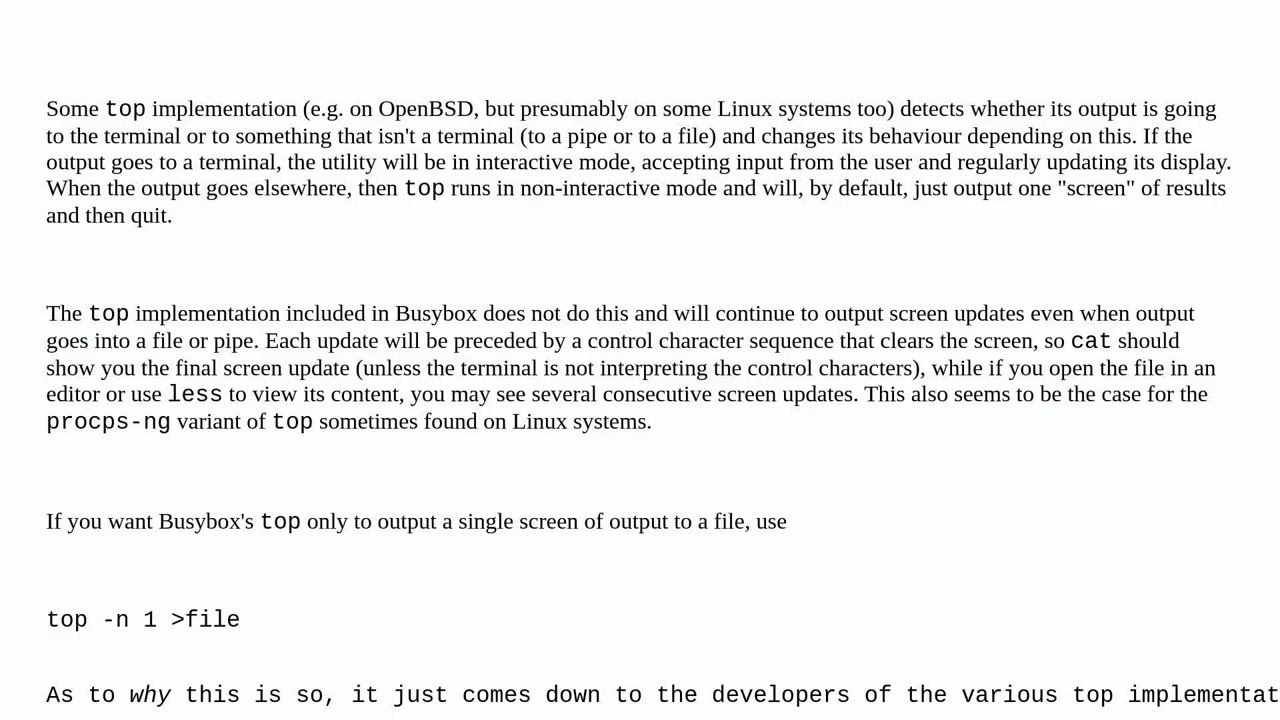 Some top implementation (e.g. on OpenBSD, but presumably on some Linux systems too) detects whether its output is going
to the terminal or to something that isn't a terminal (to a pipe or to a file) and changes its behaviour depending on this. If the
output goes to a terminal, the utility will be in interactive mode, accepting input from the user and regularly updating its display.
When the output goes elsewhere, then top runs in non-interactive mode and will, by default, just output one "screen" of results
and then quit.
The top implementation included in Busybox does not do this and will continue to output screen updates even when output
goes into a file or pipe. Each update will be preceded by a control character sequence that clears the screen, so cat should
show you the final screen update (unless the terminal is not interpreting the control characters), while if you open the file in an
editor or use less to view its content, you may see several consecutive screen updates. This also seems to be the case for the
procps-ng variant of top sometimes found on Linux systems.
If you want Busybox's top only to output a single screen of output to a file, use
top -n 1 >file
As to why this is so, it just comes down to the developers of the various top implementat